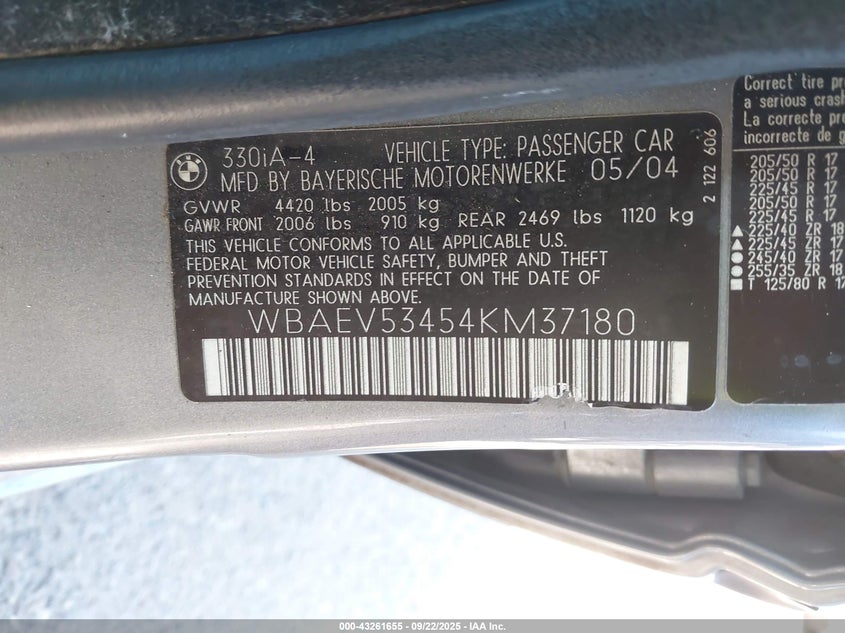 BMW
330iA-4 VEHICLE TYPE: PASSENGER CAR
MFD BY BAYERISCHE MOTORENWERKE 05/04
GVWR 4420 lbs 2005 kg
GAWR FRONT 2006 lbs 910 kg REAR 2469 lbs 1120 kg
THIS VEHICLE CONFORMS TO ALL APPLICABLE U.S.
FEDERAL MOTOR VEHICLE SAFETY, BUMPER AND THEFT
PREVENTION STANDARDS IN EFFECT ON THE DATE OF
MANUFACTURE SHOWN ABOVE.
WBAEV53454KM37180
2 122 606
Correct tire pre
a serious crash
La correcte pre
incorrecte de g
205/50 R 17
205/50 R 17
225/45 R 17
205/50 R 17
225/45 R 17
▲ 225/40 ZR 18
▲ 225/45 ZR 17
● 245/40 ZR 17
● 255/35 ZR 18
■ T 125/80 R 17
000-43261655 - 09/22/2025 - IAA Inc.